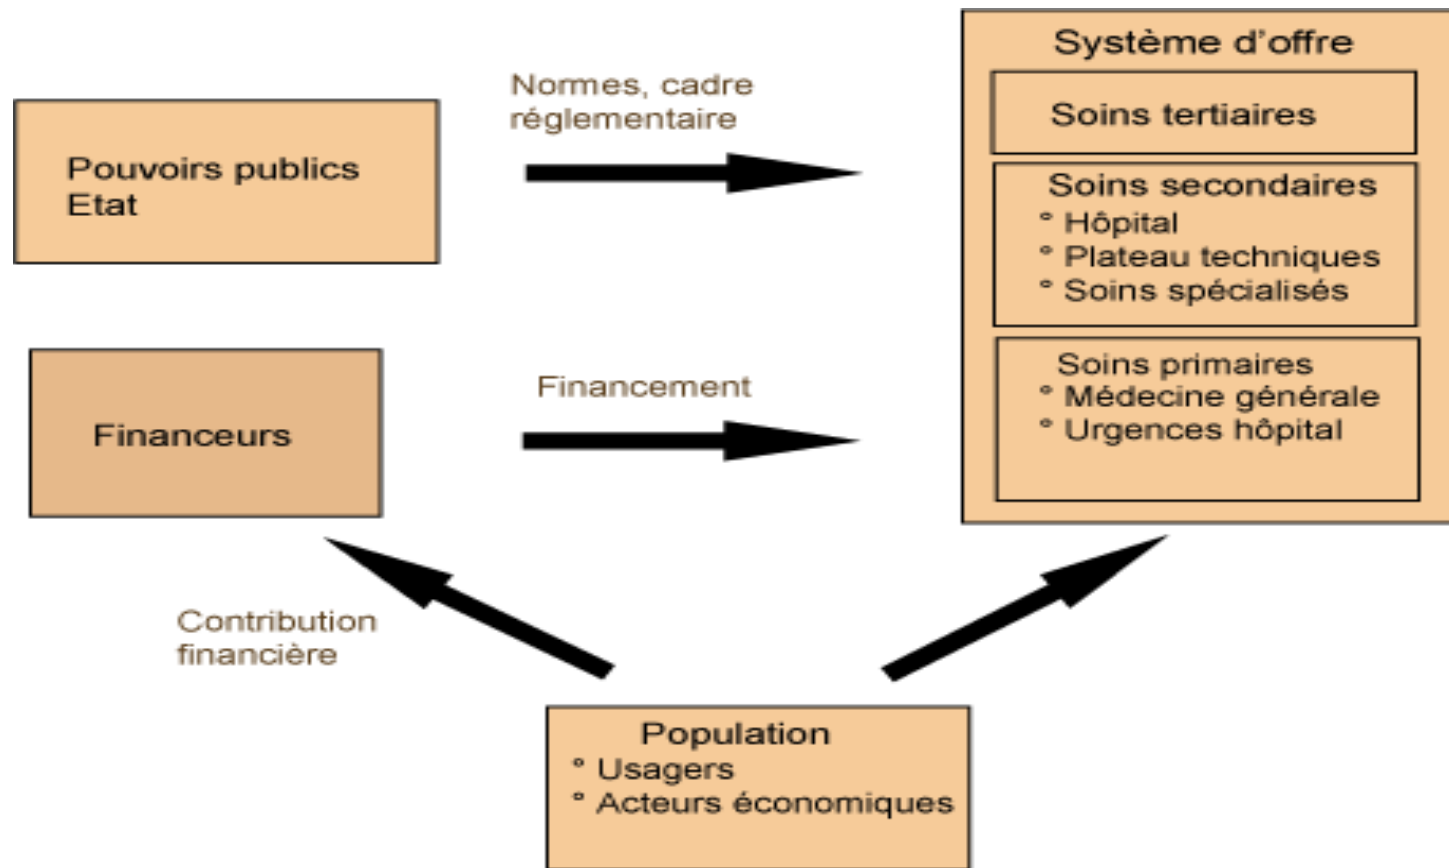 Système d'offre
Normes, cadre
réglementaire
Soins tertiaires
Pouvoirs publics
Etat
Soins secondaires
° Hôpital
° Plateau techniques
° Soins spécialisés
Financement
Soins primaires
° Médecine générale
° Urgences hôpital
Financeurs
Contribution
financière
Population
° Usagers
° Acteurs économiques